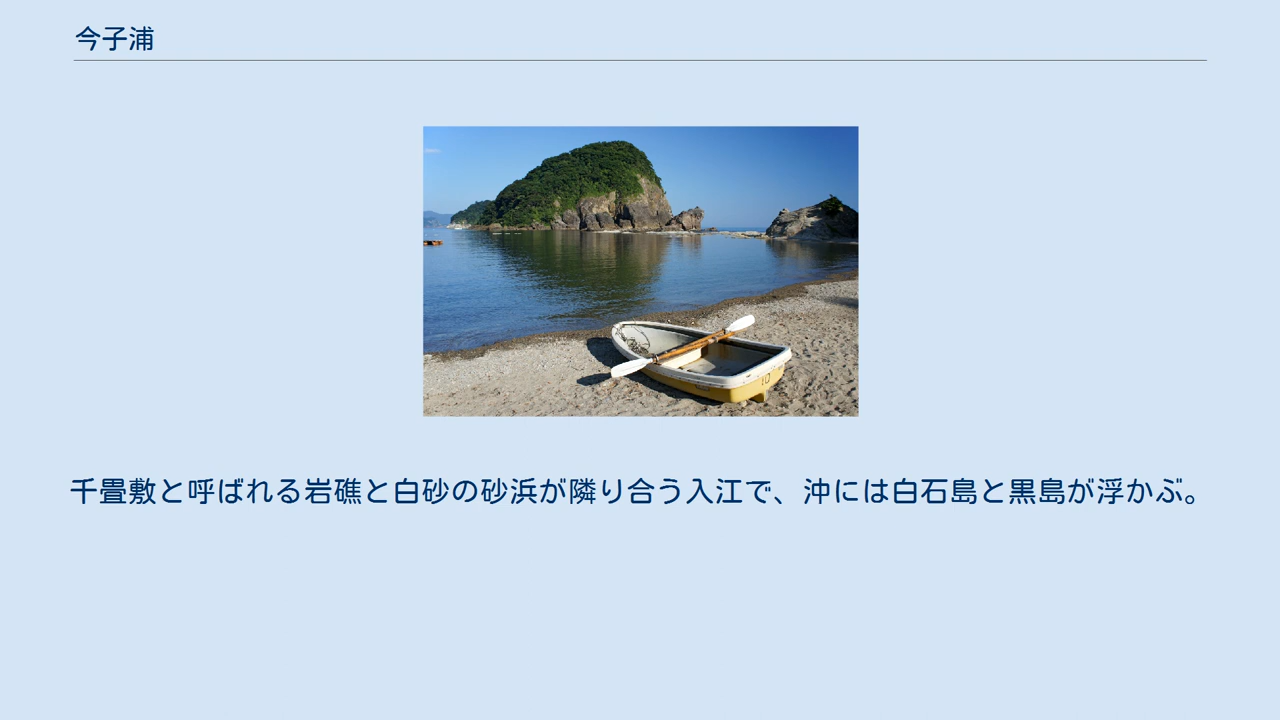 今子浦
千畳敷と呼ばれる岩礁と白砂の砂浜が隣り合う入江で、沖には白石島と黒島が浮かぶ。
10